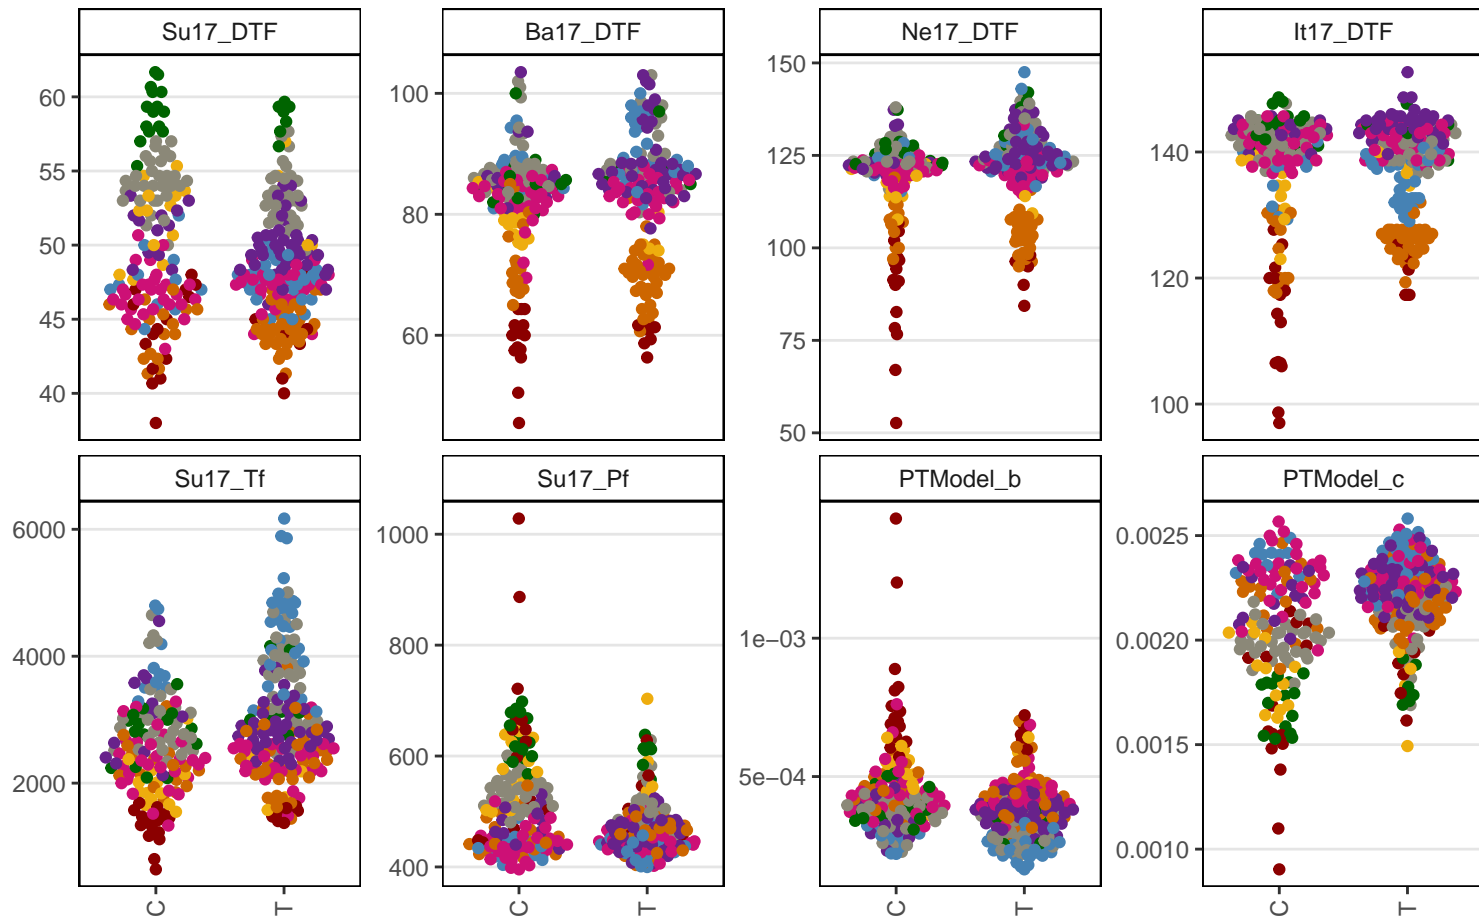 Su17_DTF Ba17_DTF Ne17_DTF It17_DTF
60 55 50 45 40
100 80 60
150 125 100 75 50
140 120 100
Su17_Tf Su17_Pf PTModel_b PTModel_c
6000 4000 2000
1000 800 600 400
1e−03 5e−04
0.0025 0.0020 0.0015 0.0010
C T C T C T C T